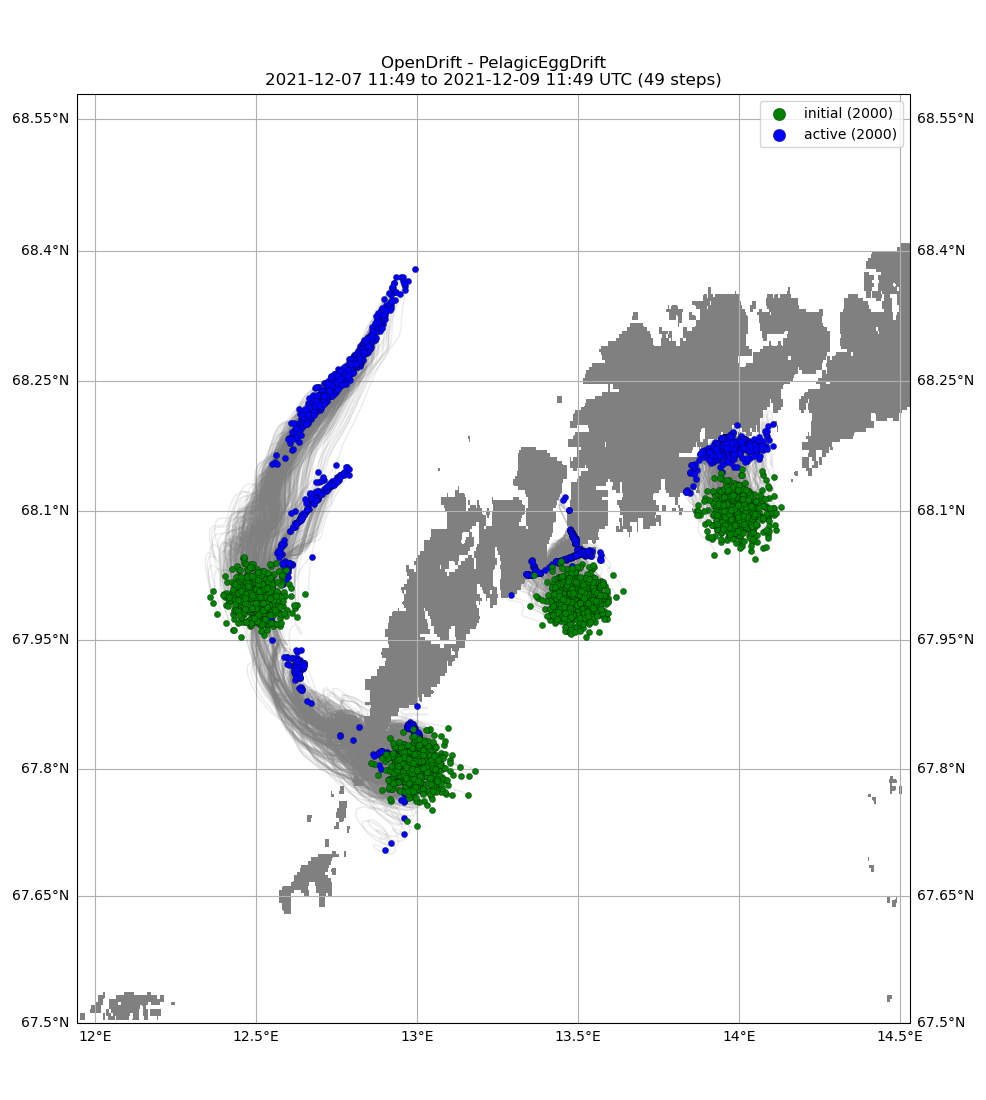 OpenDrift - PelagicEggDrift
2021-12-07 11:49 to 2021-12-09 11:49 UTC (49 steps)
initial (2000)
active (2000)
68.55°N
68.55°N
68.4°N
68.4°N
68.25°N
68.25°N
68.1°N
68.1°N
67.95°N
67.95°N
67.8°N
67.8°N
67.65°N
67.65°N
67.5°N
67.5°N
12°E
12.5°E
13°E
13.5°E
14°E
14.5°E